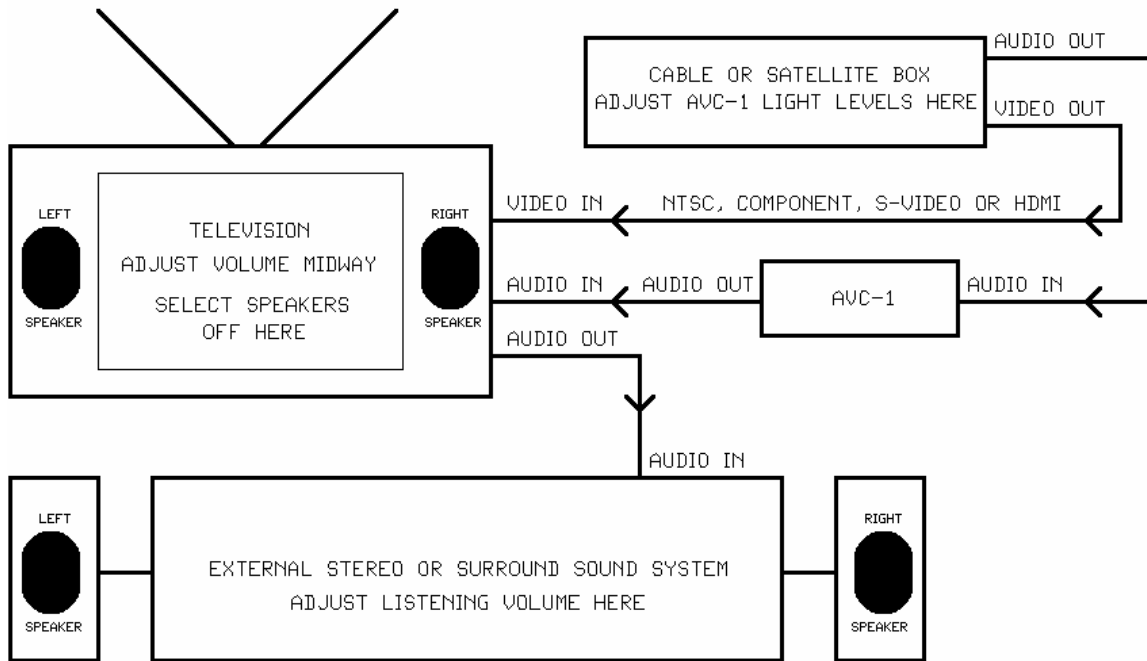 AUDIO OUT
CABLE OR SATELLITE BOX
ADJUST AVC-1 LIGHT LEVELS HERE
VIDEO OUT
VIDEO IN
NTSC, COMPONENT, S-VIDEO OR HDMI
LEFT
SPEAKER
TELEVISION
ADJUST VOLUME MIDWAY
SELECT SPEAKERS
OFF HERE
RIGHT
SPEAKER
AUDIO IN
AUDIO OUT
AVC-1
AUDIO IN
AUDIO OUT
AUDIO IN
LEFT
SPEAKER
EXTERNAL STEREO OR SURROUND SOUND SYSTEM
ADJUST LISTENING VOLUME HERE
RIGHT
SPEAKER